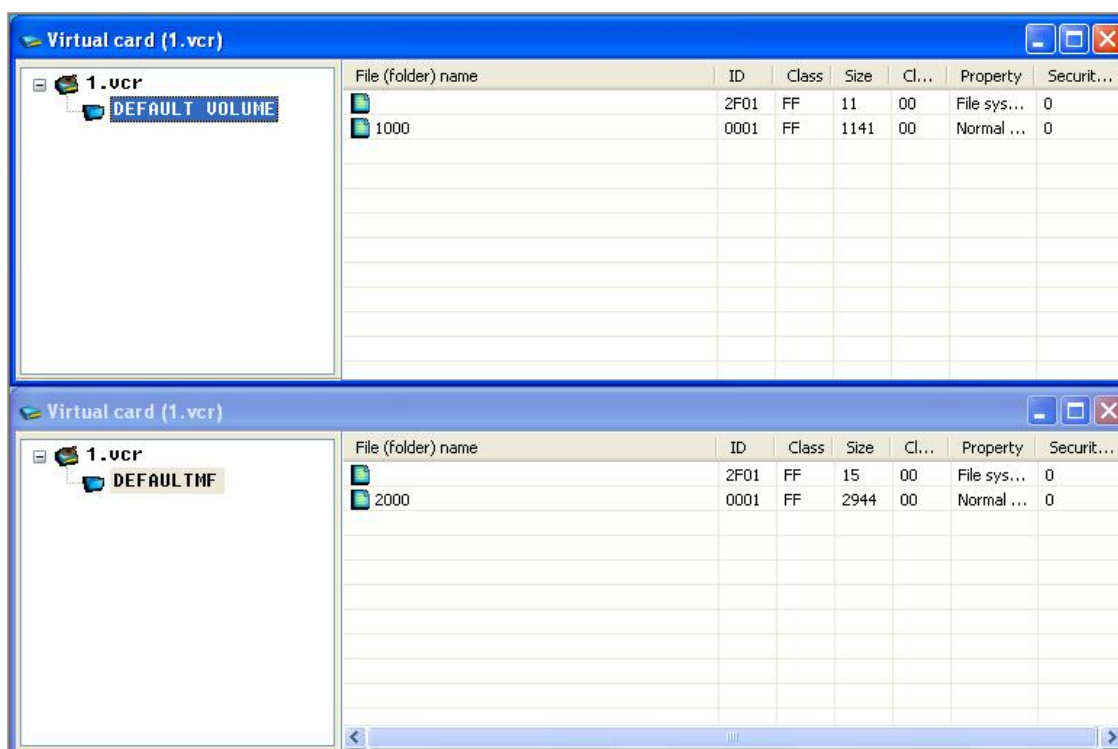 Virtual card (1.vcr)
1.vcr
DEFAULT VOLUME
File (folder) name ID Class Size Cl... Property Securit...
2F01 FF 11 00 File sys... 0
1000 0001 FF 1141 00 Normal ... 0
Virtual card (1.vcr)
1.vcr
DEFAULTMF
File (folder) name ID Class Size Cl... Property Securit...
2F01 FF 15 00 File sys... 0
2000 0001 FF 2944 00 Normal ... 0